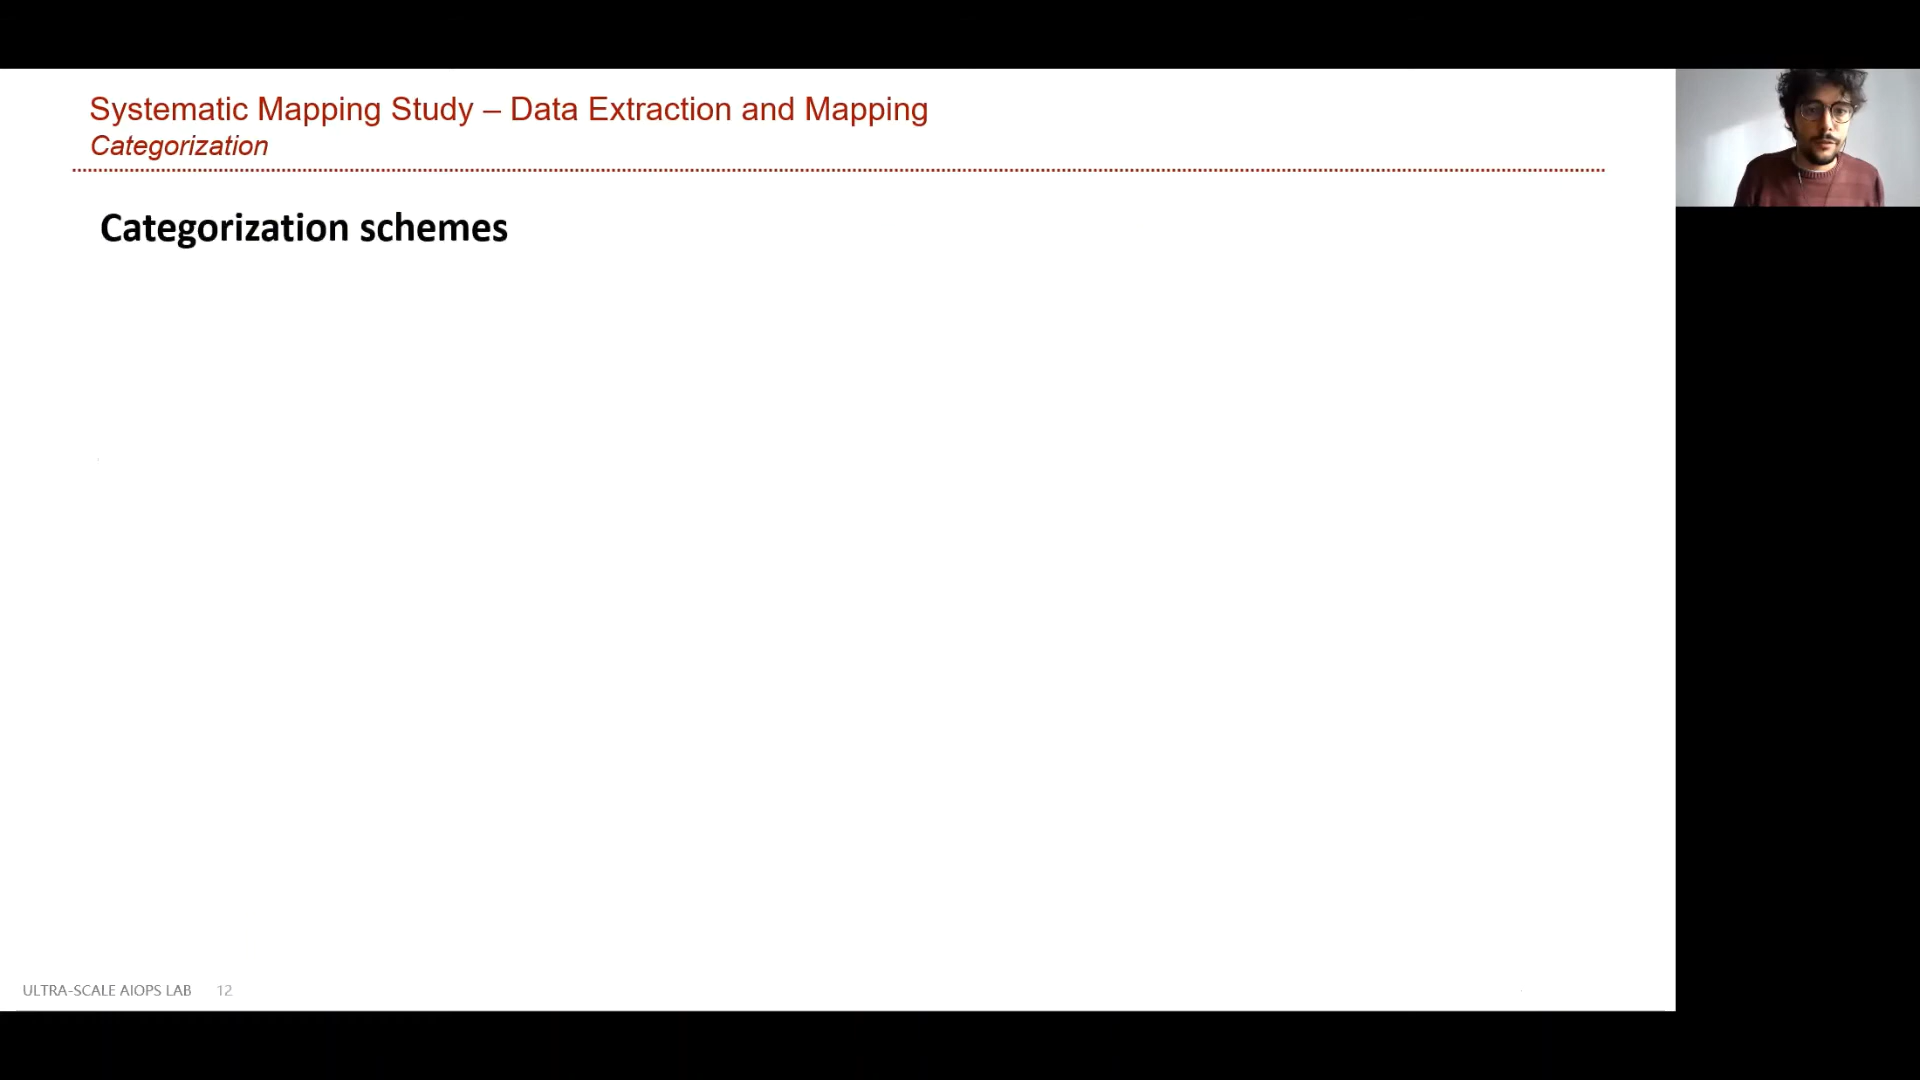 Systematic Mapping Study – Data Extraction and Mapping
Categorization
Categorization schemes
ULTRA-SCALE AIOPS LAB 12